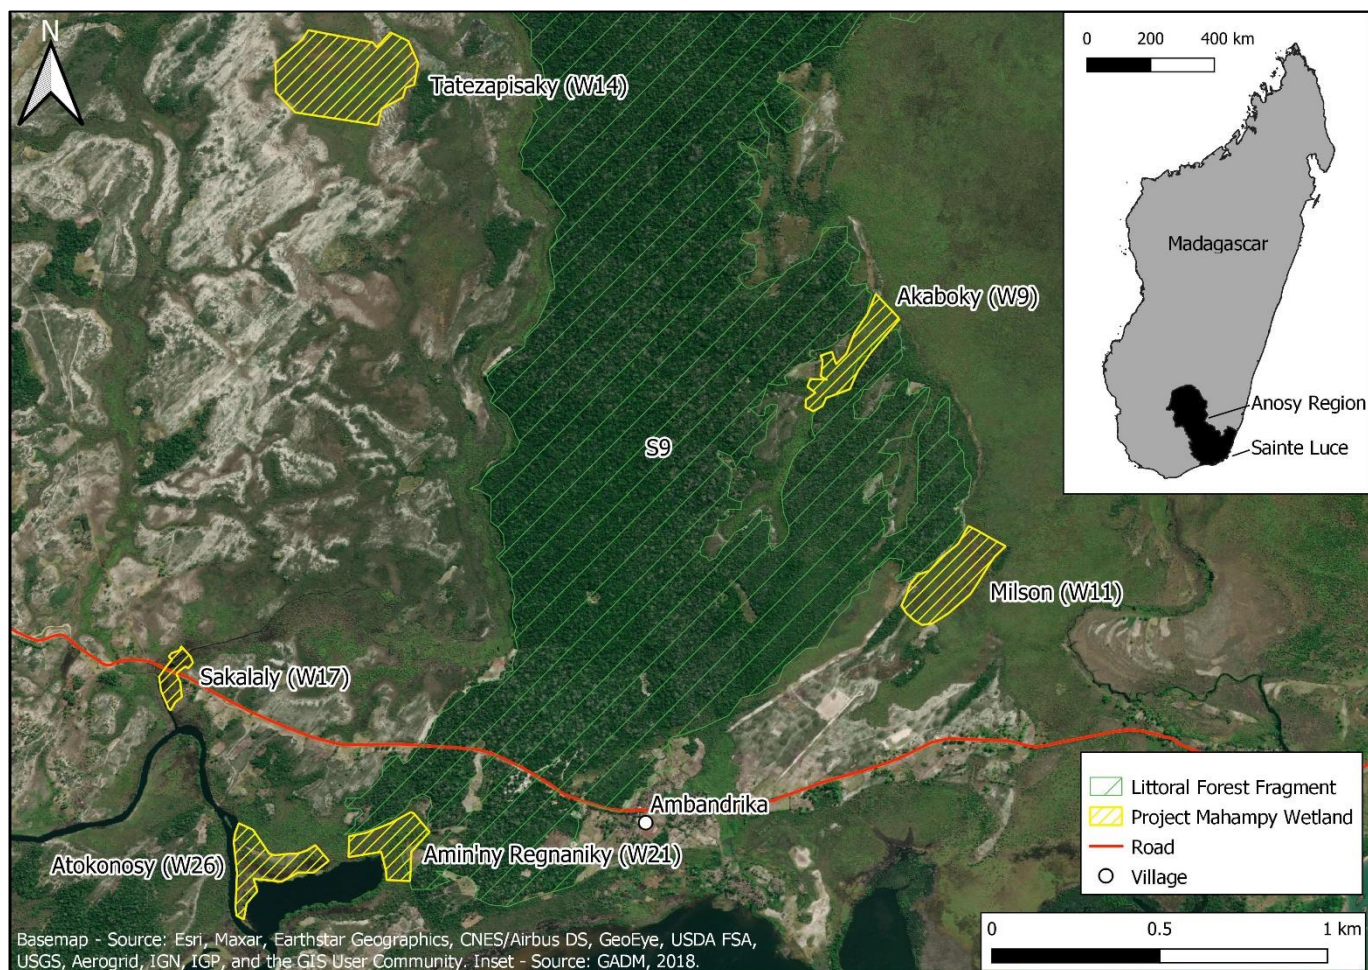 N
Tatezapisaky (W14)
Akaboky (W9)
S9
Milson (W11)
Sakalaly (W17)
Ambandrika
Amin'ny Regnaniky (W21)
Atokonosy (W26)
0 200 400 km
Madagascar
Anosy Region
Sainte Luce
Littoral Forest Fragment
Project Mahampy Wetland
Road
Village
0 0.5 1 km
Basemap - Source: Esri, Maxar, Earthstar Geographics, CNES/Airbus DS, GeoEye, USDA FSA,
USGS, Aerogrid, IGN, IGP, and the GIS User Community. Inset - Source: GADM, 2018.